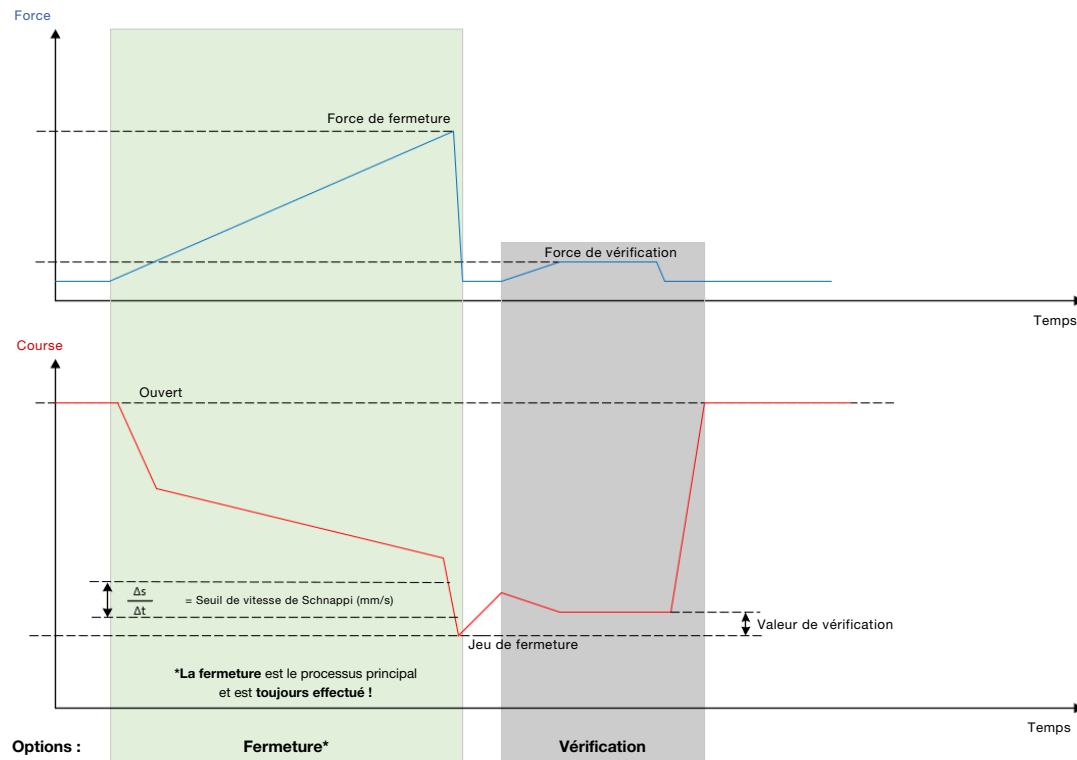 Force
Force de fermeture
Force de vérification
Temps
Course
Ouvert
Δs
Δt
= Seuil de vitesse de Schnappi (mm/s)
Valeur de vérification
Jeu de fermeture
*La fermeture est le processus principal
et est toujours effectué !
Temps
Options :
Fermeture*
Vérification